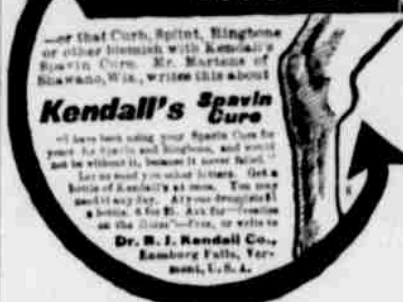 —or that Curb, Splint, Ringbone
or other blemish with Kendall's
Spavin Cure. Mr. Martens of
Shawano, Wis., writes this about
Kendall's Spavin Cure
"I have been using your Spavin Cure for
years for Spavin and Ringbone, and would
not be without it, because it never failed."
Let us send you other letters. Get a
bottle of Kendall's at once. You may
need it any day. At your druggists $1
a bottle, 6 for $5. Ask for "Treatise
on the Horse"—Free, or write to
Dr. B. J. Kendall Co.,
Enosburg Falls, Ver-
mont, U. S. A.